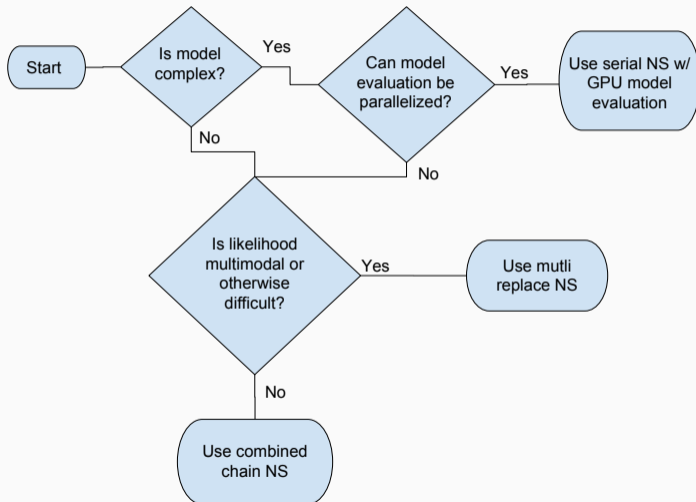 Start
Is model
complex?
Yes
Can model
evaluation be
parallelized?
Yes
Use serial NS w/
GPU model
evaluation
No
No
Is likelihood
multimodal or
otherwise
difficult?
Yes
Use mutli
replace NS
No
Use combined
chain NS